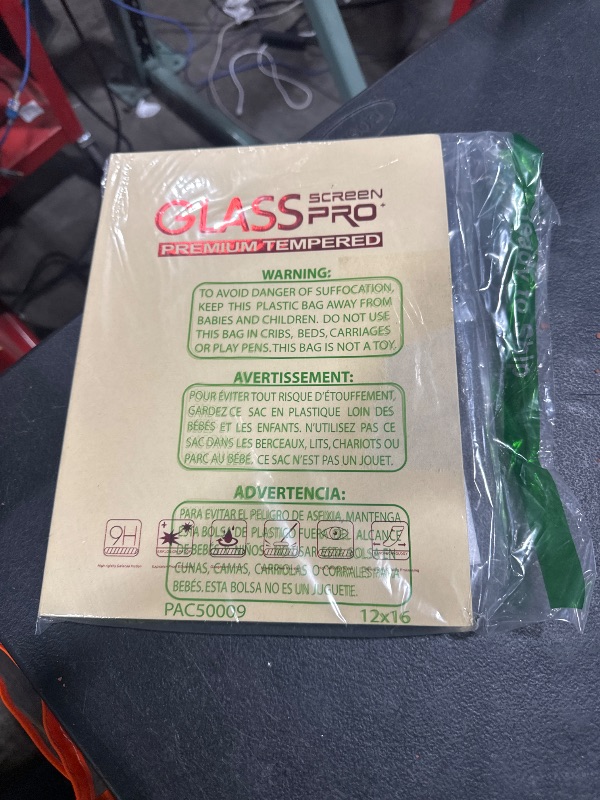 GLASS SCREEN PRO+
PREMIUM TEMPERED
WARNING:
TO AVOID DANGER OF SUFFOCATION,
KEEP THIS PLASTIC BAG AWAY FROM
BABIES AND CHILDREN. DO NOT USE
THIS BAG IN CRIBS, BEDS, CARRIAGES
OR PLAY PENS. THIS BAG IS NOT A TOY.
AVERTISSEMENT:
POUR ÉVITER TOUT RISQUE D'ÉTOUFFEMENT,
GARDEZ CE SAC EN PLASTIQUE LOIN DES
BÉBÉS ET LES ENFANTS. N'UTILISEZ PAS CE
SAC DANS LES BERCEAUX, LITS, CHARIOTS OU
PARC AU BÉBÉ. CE SAC N'EST PAS UN JOUET.
ADVERTENCIA:
PARA EVITAR EL PELIGRO DE ASFIXIA, MANTENGA
ESTA BOLSA DE PLASTICO FUERA DEL ALCANCE
9H
DE BEBES NIÑOS USAR ESTA BOLSA EN
CUNAS, CAMAS, CARRIOLAS O CORRALES PARA
BEBÉS. ESTA BOLSA NO ES UN JUGUETE.
PAC50009 12x16